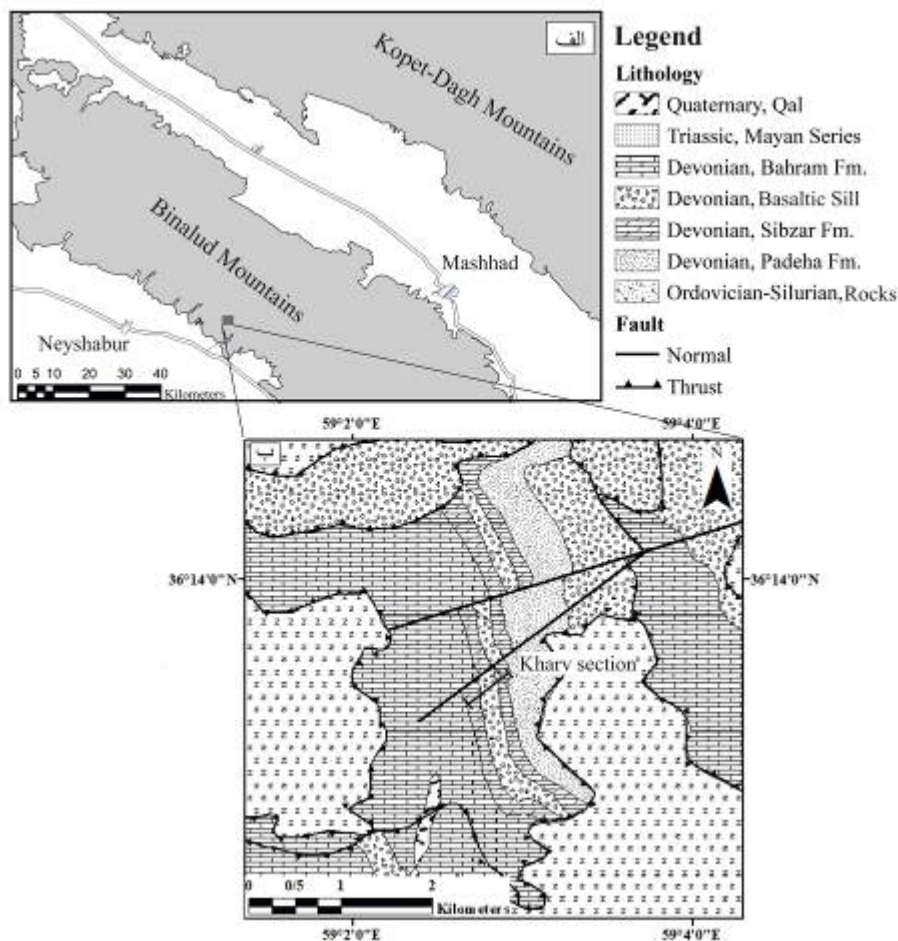 الف
Kopet-Dagh Mountains
Binalud Mountains
Mashhad
Neyshabur
0 5 10 20 30 40
Kilometers
Legend
Lithology
Quaternary, Qal
Triassic, Mayan Series
Devonian, Bahram Fm.
Devonian, Basaltic Sill
Devonian, Sibzar Fm.
Devonian, Padeha Fm.
Ordovician-Silurian, Rocks
Fault
Normal
Thrust
59°2'0"E 59°4'0"E
ب
N
36°14'0"N 36°14'0"N
Kharv section
0 0/5 1 2
Kilometers
59°2'0"E 59°4'0"E